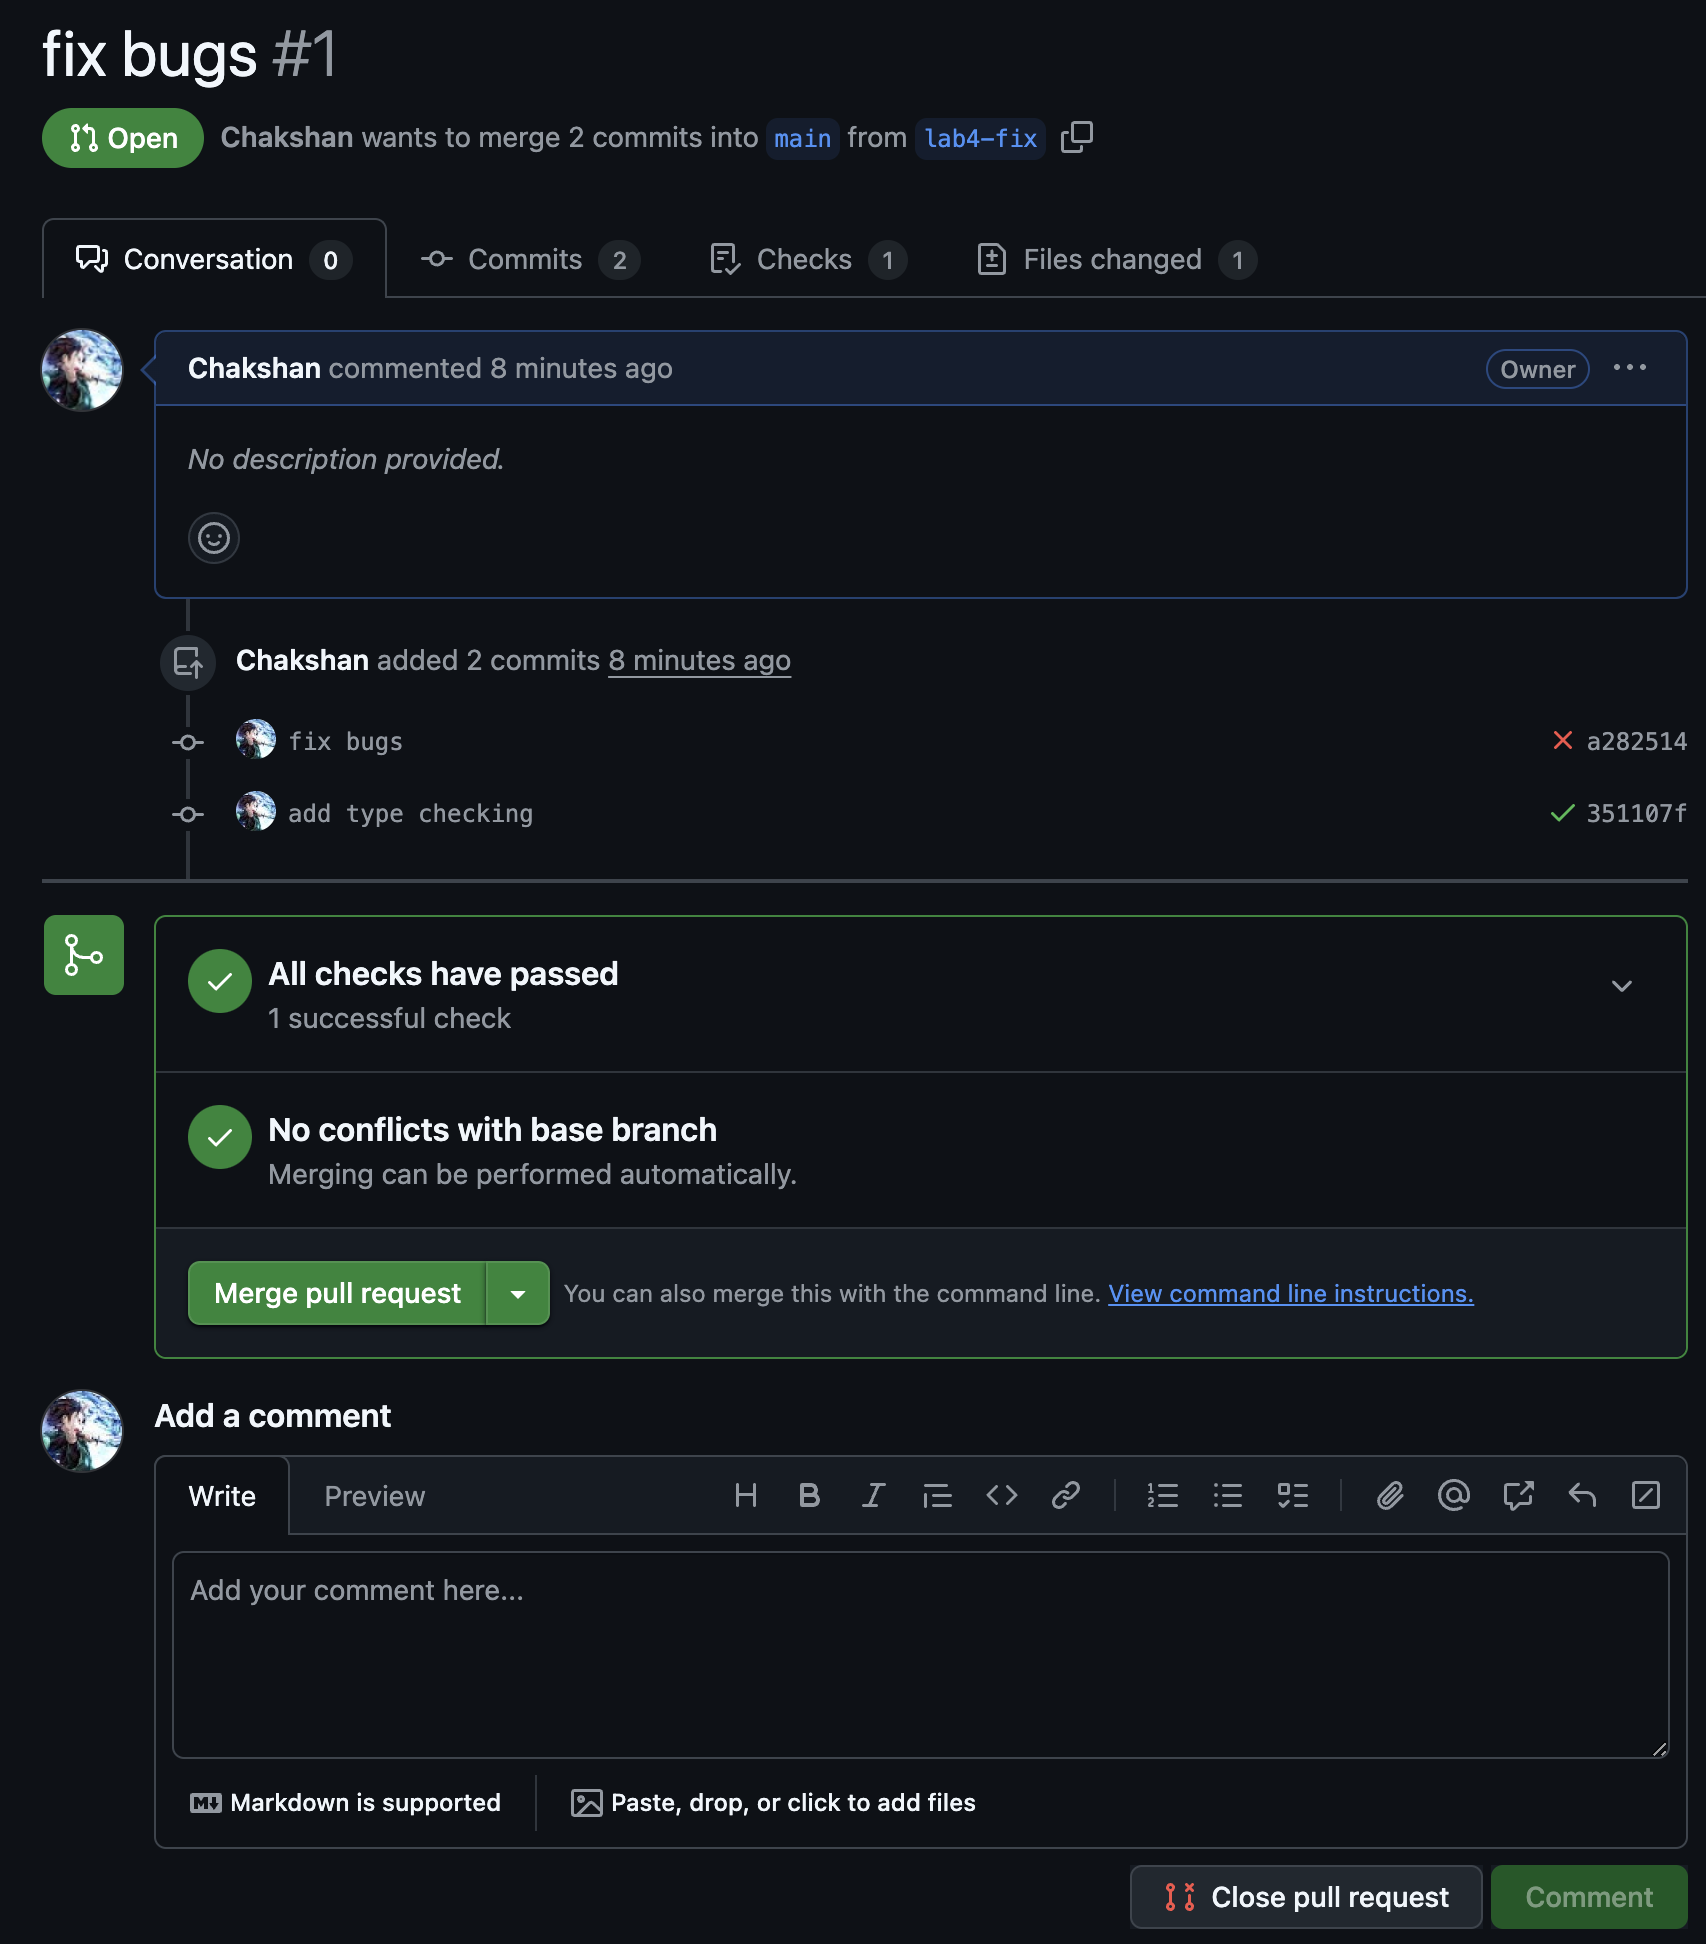 fix bugs #1
Open Chakshan wants to merge 2 commits into main from lab4-fix
Conversation 0 Commits 2 Checks 1 Files changed 1
Chakshan commented 8 minutes ago Owner
No description provided.
Chakshan added 2 commits 8 minutes ago
fix bugs a282514
add type checking 351107f
All checks have passed
1 successful check
No conflicts with base branch
Merging can be performed automatically.
Merge pull request You can also merge this with the command line. View command line instructions.
Add a comment
Write Preview
Add your comment here...
Markdown is supported Paste, drop, or click to add files
Close pull request Comment